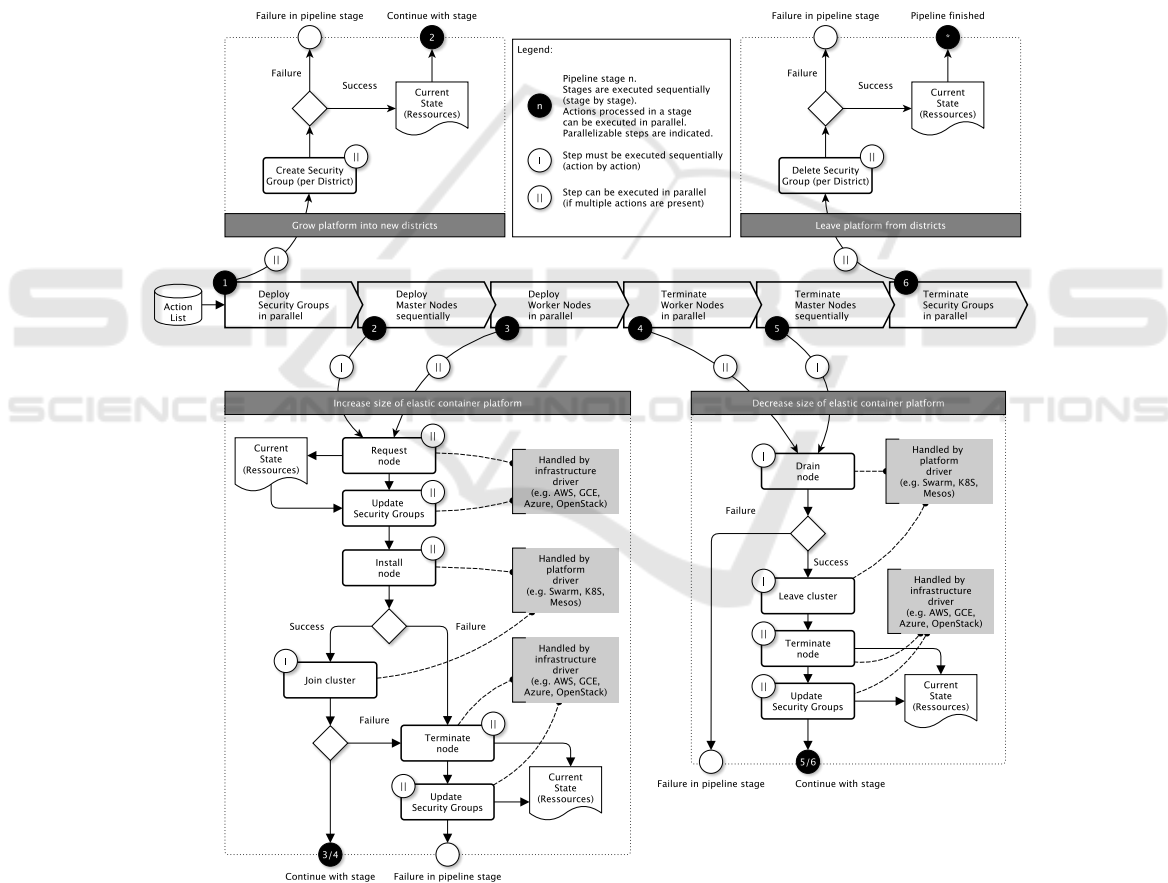 Failure in pipeline stage
Continue with stage
2
Failure
Success
Current
State
(Ressources)
||
Create Security
Group (per District)
Grow platform into new districts
||
Legend:
n
Pipeline stage n.
Stages are executed sequentially
(stage by stage).
Actions processed in a stage
can be executed in parallel.
Parallelizable steps are indicated.
|
Step must be executed sequentially
(action by action)
||
Step can be executed in parallel
(if multiple actions are present)
Failure in pipeline stage
Pipeline finished
*
Failure
Success
Current
State
(Ressources)
||
Delete Security
Group (per District)
Leave platform from districts
||
SCITEPRESS
SCIENCE AND TECHNOLOGY PUBLICATIONS
Action
List
1
Deploy
Security Groups
in parallel
2
Deploy
Master Nodes
sequentially
3
Deploy
Worker Nodes
in parallel
4
Terminate
Worker Nodes
in parallel
5
Terminate
Master Nodes
sequentially
6
Terminate
Security Groups
in parallel
|
||
||
|
Increase size of elastic container platform
Current
State
(Ressources)
||
Request
node
||
Update
Security Groups
Handled by
infrastructure
driver
(e.g. AWS, GCE,
Azure, OpenStack)
||
Install
node
Handled by
platform
driver
(e.g. Swarm, K8S,
Mesos)
Success
Failure
|
Join cluster
Handled by
infrastructure
driver
(e.g. AWS, GCE,
Azure, OpenStack)
Failure
||
Terminate
node
||
Update
Security Groups
Current
State
(Ressources)
3/4
Continue with stage
Failure in pipeline stage
Decrease size of elastic container platform
|
Drain
node
Handled by
platform
driver
(e.g. Swarm, K8S,
Mesos)
Failure
Success
|
Leave cluster
Handled by
infrastructure
driver
(e.g. AWS, GCE,
Azure, OpenStack)
||
Terminate
node
||
Update
Security Groups
Current
State
(Ressources)
5/6
Failure in pipeline stage
Continue with stage